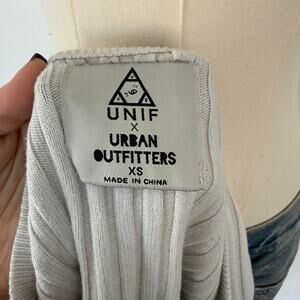 UNIF
X
URBAN
OUTFITTERS
XS
MADE IN CHINA